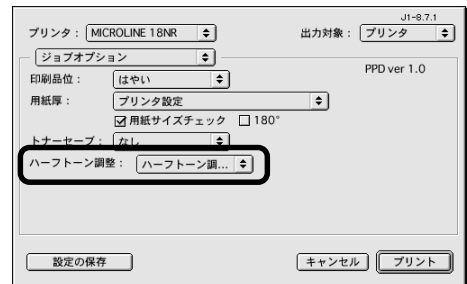 J1-8.7.1
プリンタ： MICROLINE 18NR 出力対象： プリンタ
ジョブオプション
PPD ver 1.0
印刷品位： はやい
用紙厚： プリンタ設定
用紙サイズチェック 180°
トナーセーブ： なし
ハーフトーン調整： ハーフトーン調...
設定の保存 キャンセル プリント